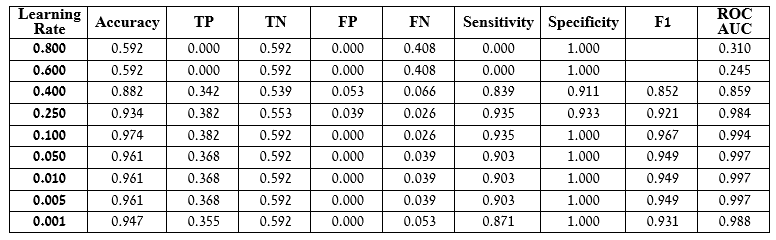 Learning Rate Accuracy TP TN FP FN Sensitivity Specificity F1 ROC AUC
0.800 0.592 0.000 0.592 0.000 0.408 0.000 1.000 0.310
0.600 0.592 0.000 0.592 0.000 0.408 0.000 1.000 0.245
0.400 0.882 0.342 0.539 0.053 0.066 0.839 0.911 0.852 0.859
0.250 0.934 0.382 0.553 0.039 0.026 0.935 0.933 0.921 0.984
0.100 0.974 0.382 0.592 0.000 0.026 0.935 1.000 0.967 0.994
0.050 0.961 0.368 0.592 0.000 0.039 0.903 1.000 0.949 0.997
0.010 0.961 0.368 0.592 0.000 0.039 0.903 1.000 0.949 0.997
0.005 0.961 0.368 0.592 0.000 0.039 0.903 1.000 0.949 0.997
0.001 0.947 0.355 0.592 0.000 0.053 0.871 1.000 0.931 0.988